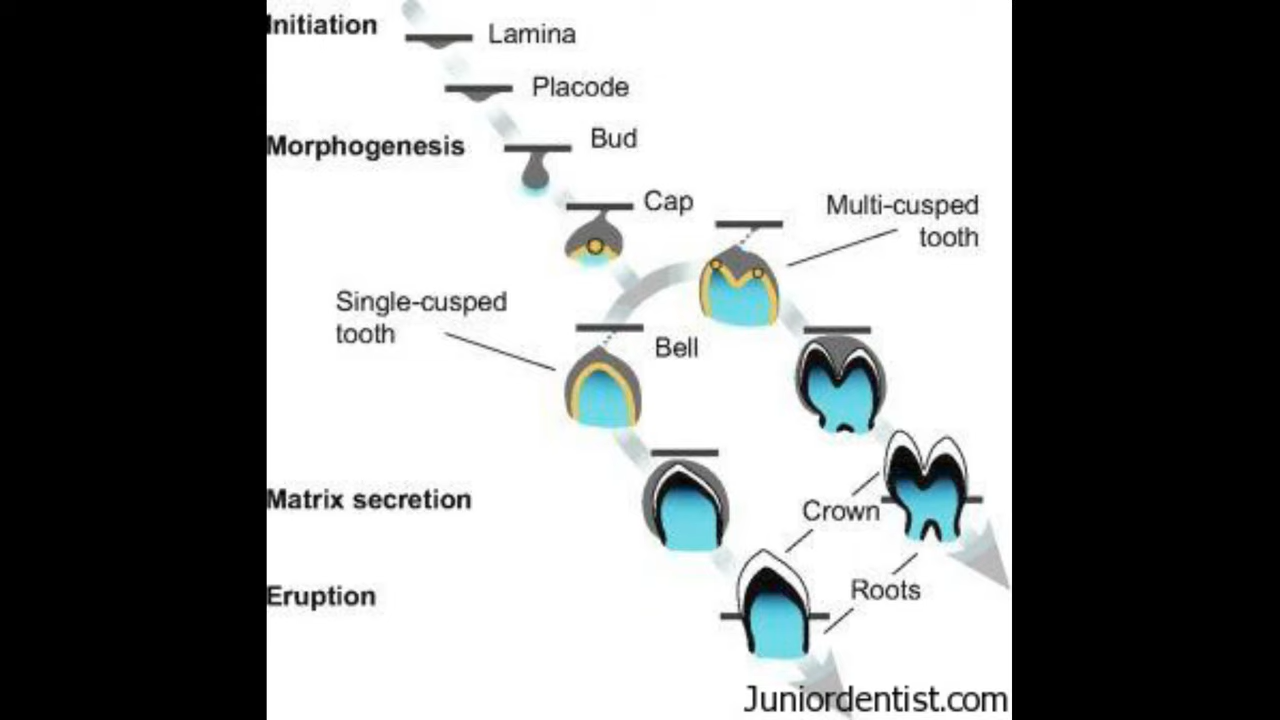 Initiation
Lamina
Placode
Bud
Morphogenesis
Cap
Multi-cusped
tooth
Single-cusped
tooth
Bell
Matrix secretion
Crown
Eruption
Roots
Juniordentist.com